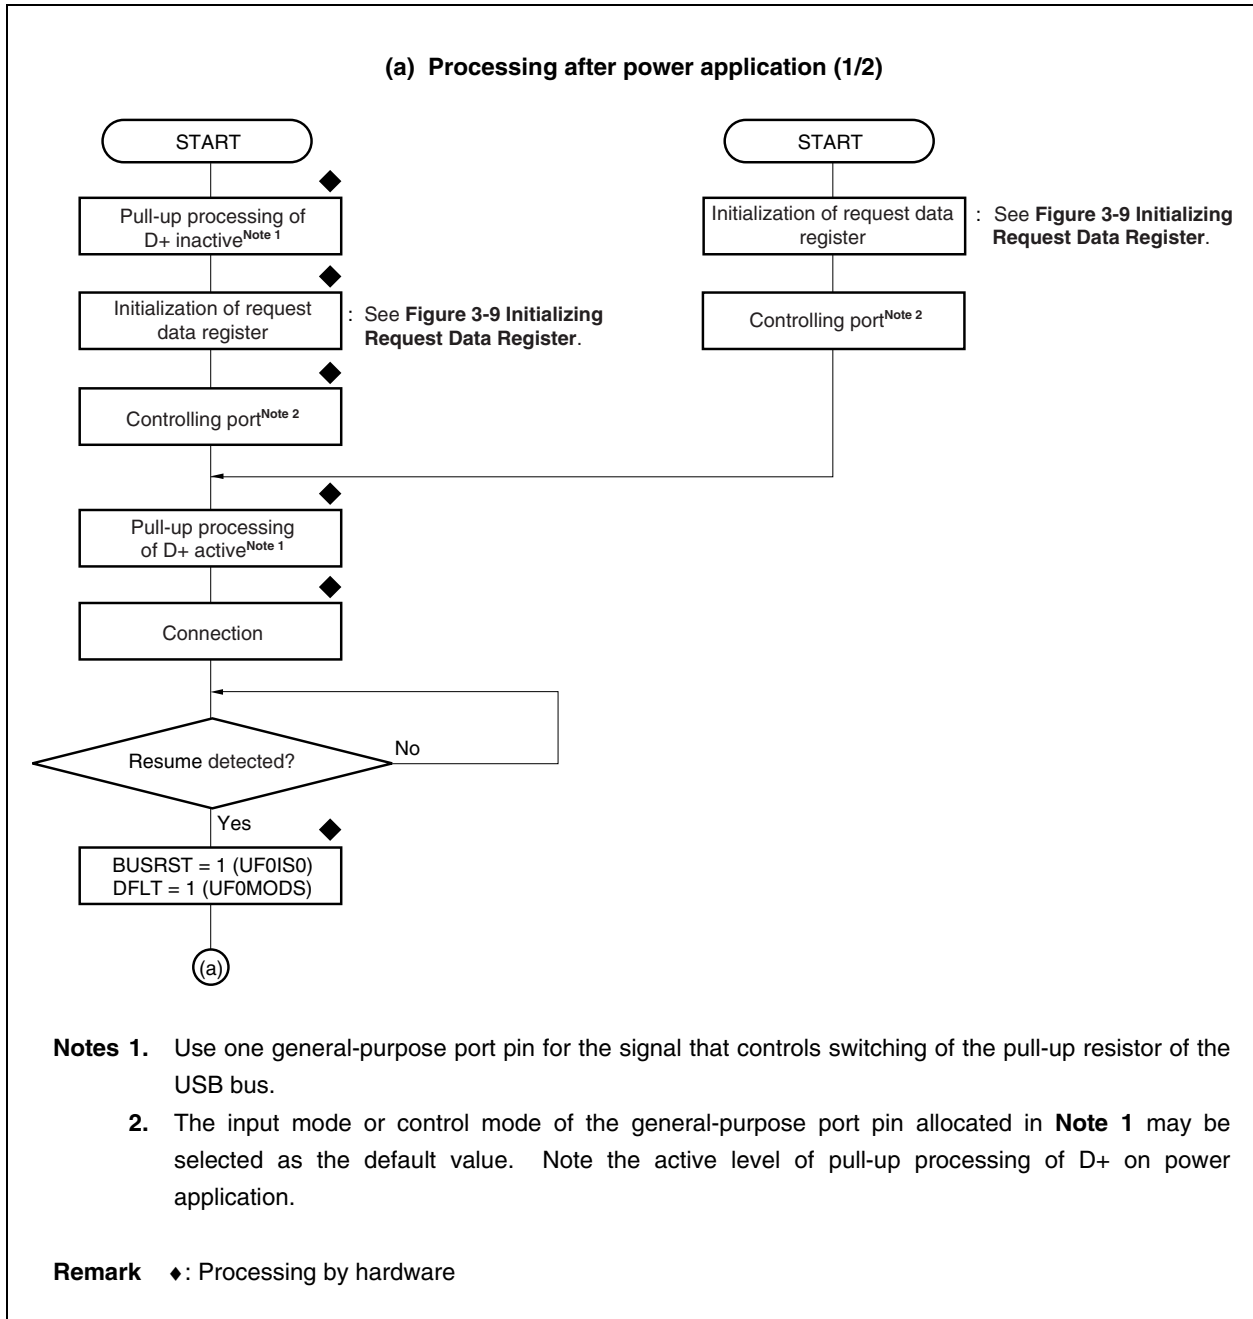 (a) Processing after power application (1/2)
START
Pull-up processing of
D+ inactiveNote 1
Initialization of request
data register
: See Figure 3-9 Initializing
Request Data Register.
Controlling portNote 2
START
Initialization of request data
register
: See Figure 3-9 Initializing
Request Data Register.
Controlling portNote 2
Pull-up processing
of D+ activeNote 1
Connection
Resume detected?
No
Yes
BUSRST = 1 (UF0IS0)
DFLT = 1 (UF0MODS)
(a)
Notes 1. Use one general-purpose port pin for the signal that controls switching of the pull-up resistor of the
USB bus.
2. The input mode or control mode of the general-purpose port pin allocated in Note 1 may be
selected as the default value. Note the active level of pull-up processing of D+ on power
application.
Remark ♦: Processing by hardware